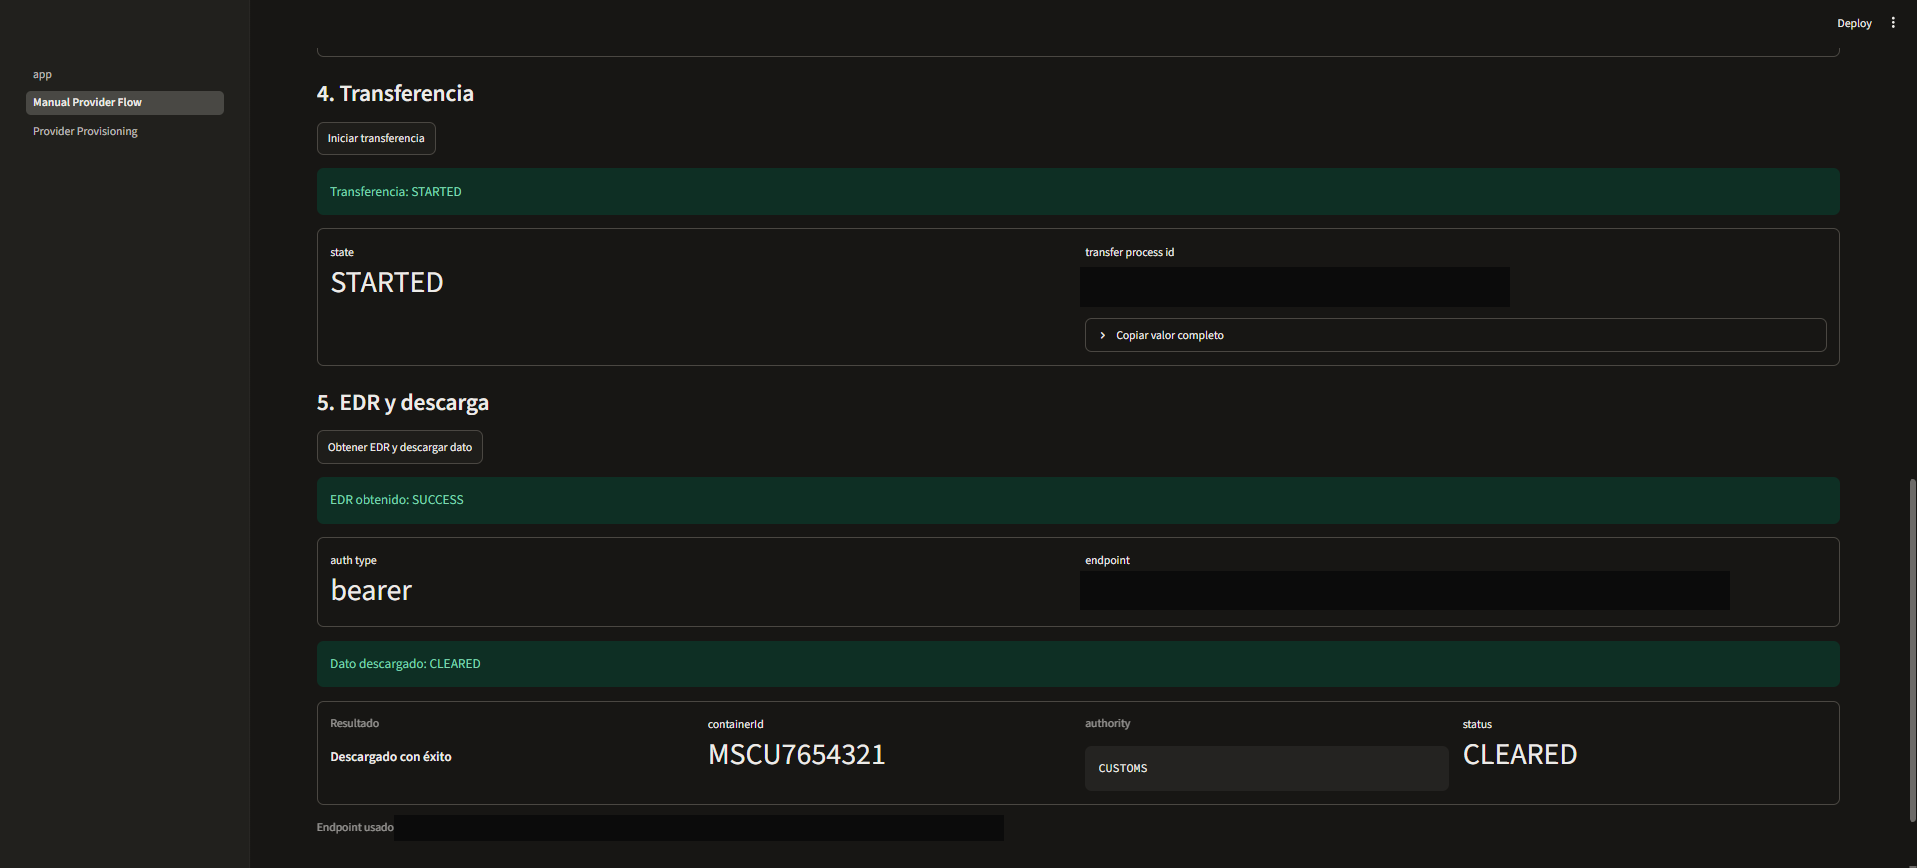 Deploy
app
Manual Provider Flow
Provider Provisioning
4. Transferencia
Iniciar transferencia
Transferencia: STARTED
state
transfer process id
STARTED
Copiar valor completo
5. EDR y descarga
Obtener EDR y descargar dato
EDR obtenido: SUCCESS
auth type
endpoint
bearer
Dato descargado: CLEARED
Resultado
containerId
authority
status
Descargado con éxito
MSCU7654321
CUSTOMS
CLEARED
Endpoint usado